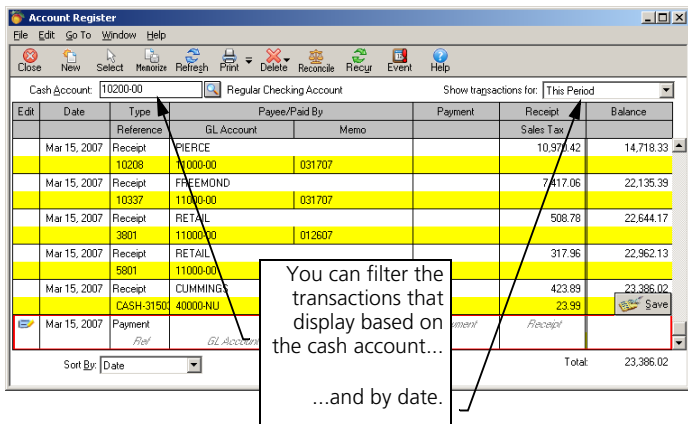 Account Register
File Edit Go To Window Help
Close New Select Memorize Refresh Print Delete Reconcile Recur Event Help
Cash Account: 10200-00 Regular Checking Account Show transactions for: This Period
Edit Date Type Payee/Paid By Payment Receipt Balance
Reference GL Account Memo Sales Tax
Mar 15, 2007 Receipt PIERCE 10,970.42 14,718.33
10208 11000-00 031707
Mar 15, 2007 Receipt FREEMOND 7,417.06 22,135.39
10337 11000-00 031707
Mar 15, 2007 Receipt RETAIL 508.78 22,644.17
3801 11000-00 012607
Mar 15, 2007 Receipt RETAIL 317.96 22,962.13
5801 11000-00
Mar 15, 2007 Receipt CUMMINGS 423.89 23,386.02
CASH-31503 40000-NU 23.99 Save
Mar 15, 2007 Payment Receipt
Ref GL Account
Sort By: Date Total: 23,386.02
You can filter the
transactions that
display based on
the cash account...
...and by date.